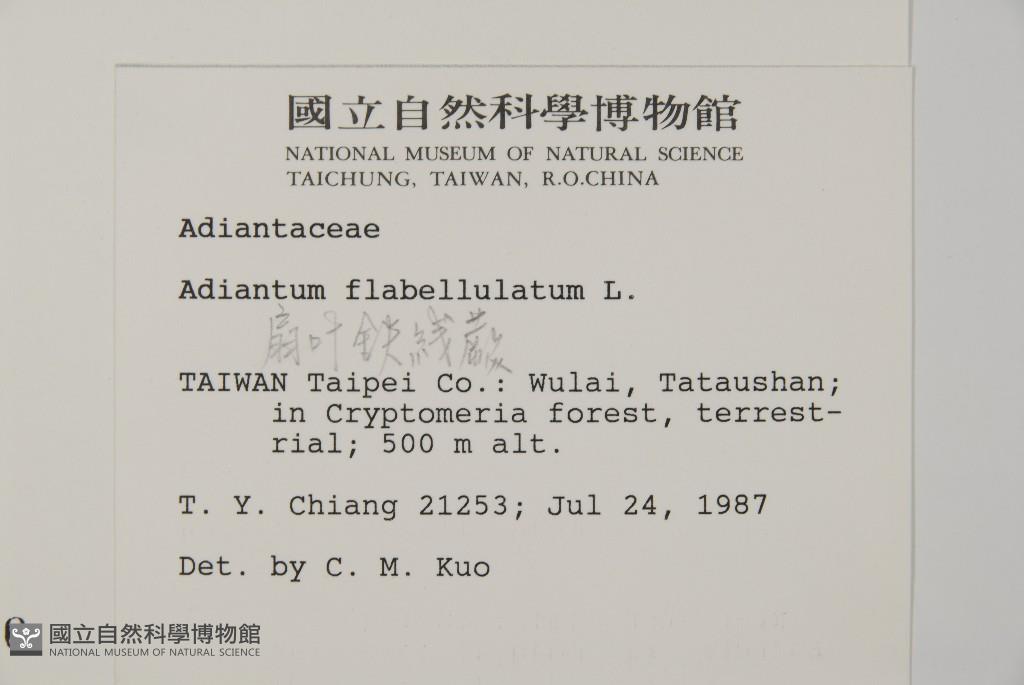 國立自然科學博物館
NATIONAL MUSEUM OF NATURAL SCIENCE
TAICHUNG, TAIWAN, R.O.CHINA
Adiantaceae
Adiantum flabellulatum L.
扇叶鉄線蕨
TAIWAN Taipei Co.: Wulai, Tataushan;
in Cryptomeria forest, terrest-
rial; 500 m alt.
T. Y. Chiang 21253; Jul 24, 1987
Det. by C. M. Kuo
國立自然科學博物館
NATIONAL MUSEUM OF NATURAL SCIENCE